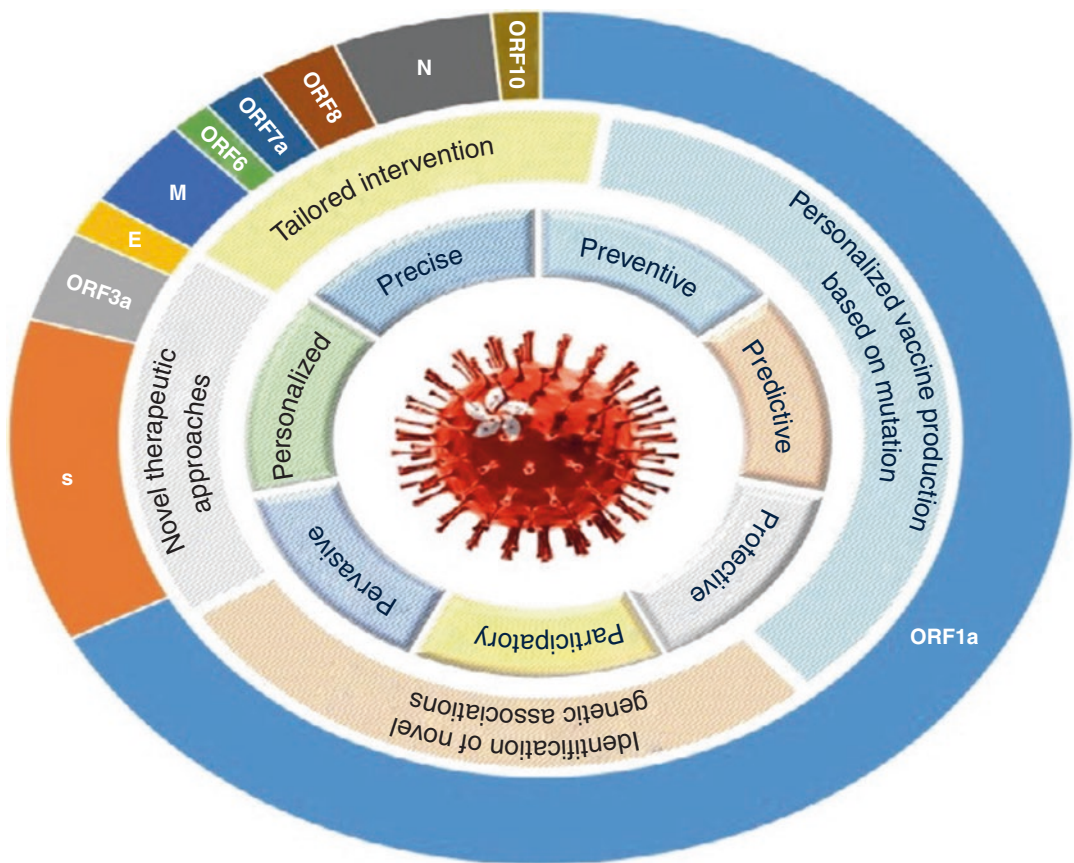 ORF10
N
ORF8
ORF7a
ORF6
M
E
ORF3a
s
ORF1a
Tailored intervention
Personalized vaccine production
based on mutation
Identification of novel
genetic associations
Novel therapeutic
approaches
Precise
Preventive
Predictive
Protective
Participatory
Pervasive
Personalized